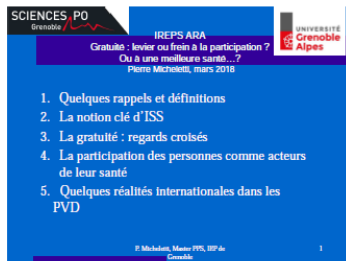 SCIENCES PO
Grenoble
UNIVERSITÉ
Grenoble
Alpes
IREPS ARA
Gratuité : levier ou frein à la participation ?
Ou à une meilleure santé…?
Pierre Micheletti, mars 2018
1. Quelques rappels et définitions
2. La notion clé d'ISS
3. La gratuité : regards croisés
4. La participation des personnes comme acteurs
de leur santé
5. Quelques réalités internationales dans les
PVD
P. Micheletti, Master PPS, IEP de
Grenoble
1